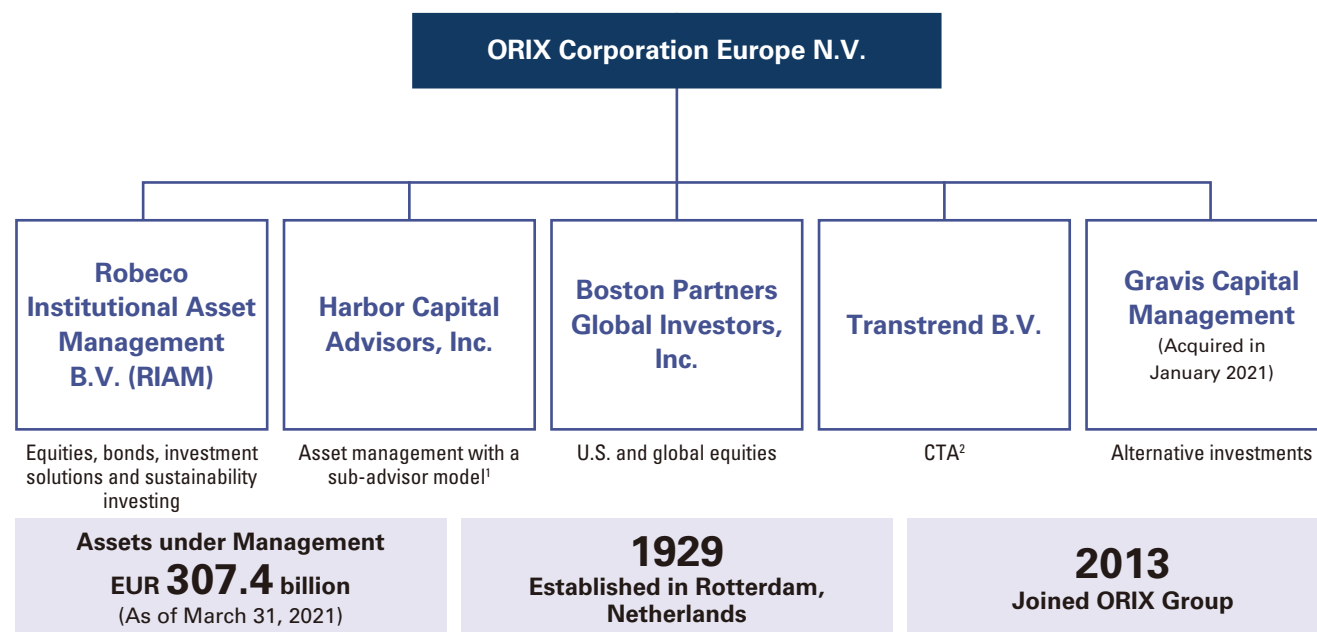 ORIX Corporation Europe N.V.
Robeco
Institutional Asset
Management
B.V. (RIAM)
Harbor Capital
Advisors, Inc.
Boston Partners
Global Investors,
Inc.
Transtrend B.V.
Gravis Capital
Management
(Acquired in
January 2021)
Equities, bonds, investment
solutions and sustainability
investing
Asset management with a
sub-advisor model¹
U.S. and global equities
CTA²
Alternative investments
Assets under Management
EUR 307.4 billion
(As of March 31, 2021)
1929
Established in Rotterdam,
Netherlands
2013
Joined ORIX Group